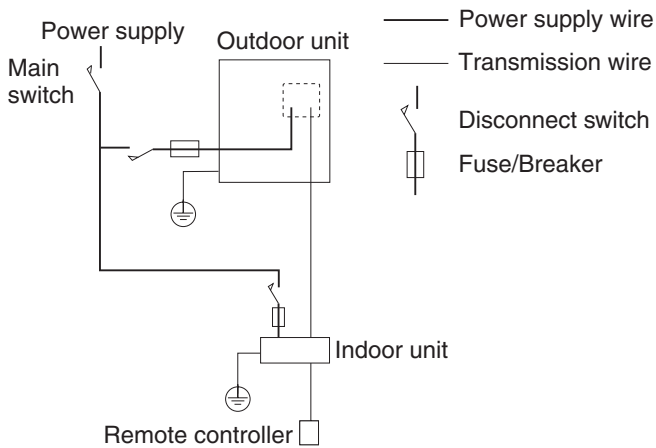 Power supply
Main
switch
Outdoor unit
Power supply wire
Transmission wire
Disconnect switch
Fuse/Breaker
Indoor unit
Remote controller